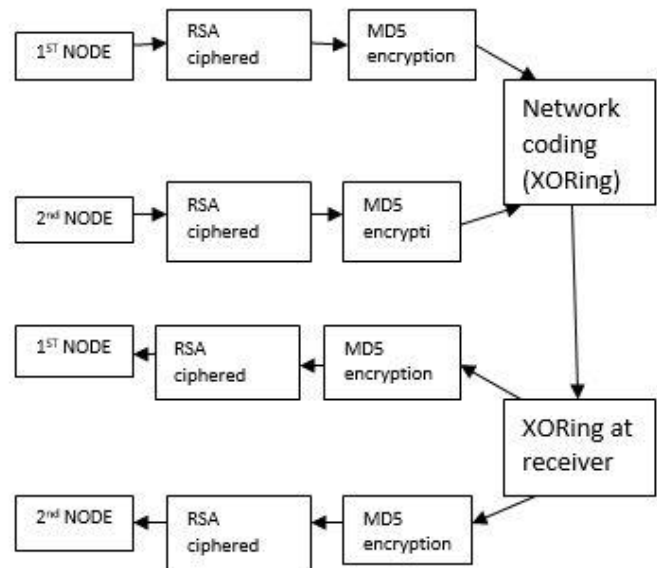 1ST NODE
RSA
ciphered
MD5
encryption
Network
coding
(XORing)
2nd NODE
RSA
ciphered
MD5
encrypti
1ST NODE
RSA
ciphered
MD5
encryption
XORing at
receiver
2nd NODE
RSA
ciphered
MD5
encryption